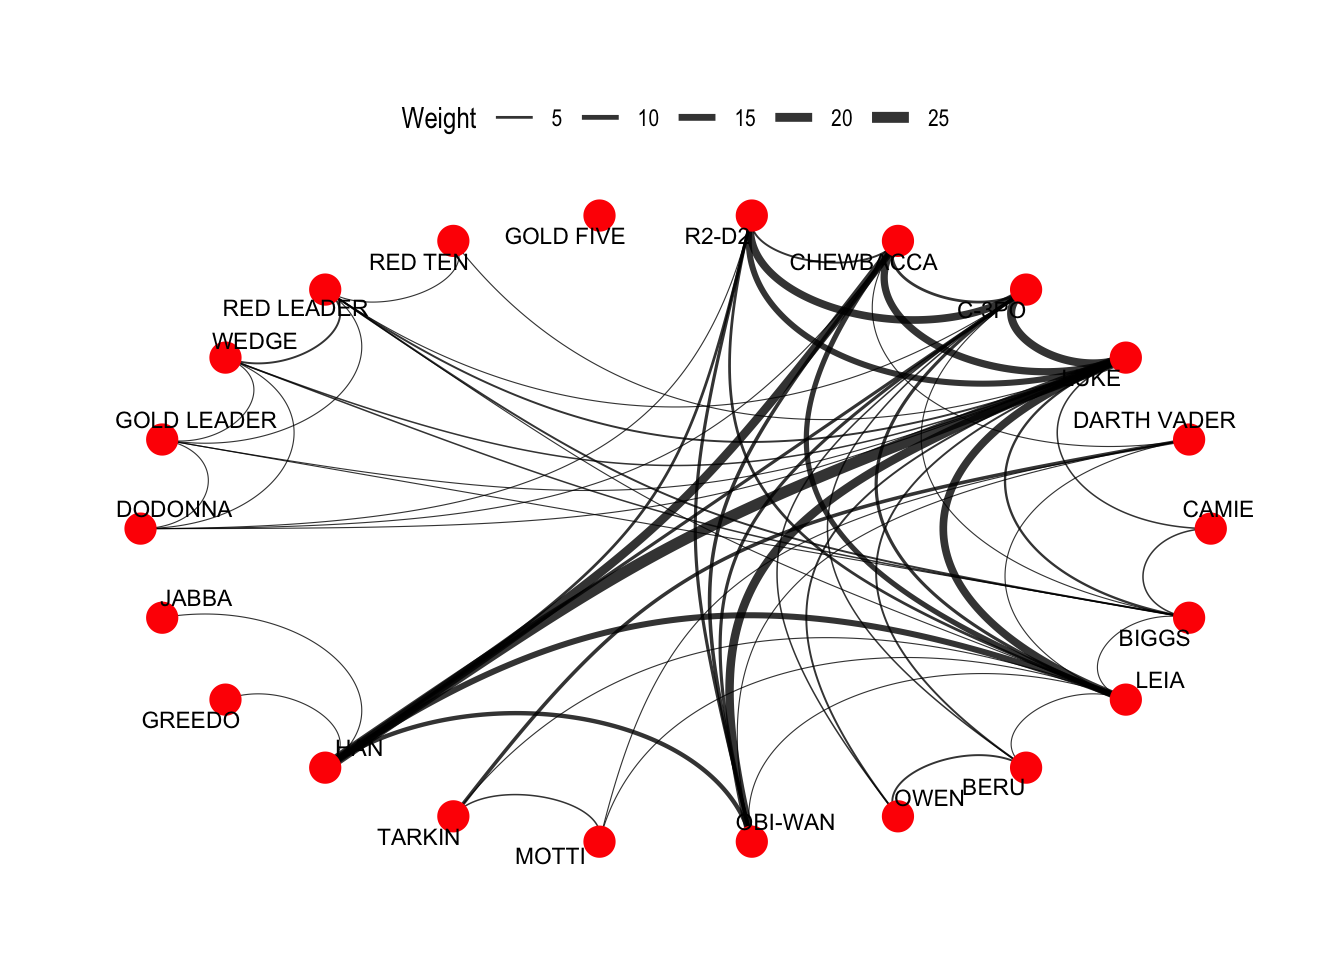 Weight 5 10 15 20 25
GOLD FIVE R2-D2
RED TEN CHEWBACCA
RED LEADER C-3PO
WEDGE
LUKE
GOLD LEADER DARTH VADER
DODONNA CAMIE
JABBA
BIGGS
LEIA
GREEDO
HAN
BERU
OWEN
OBI-WAN
TARKIN
MOTTI